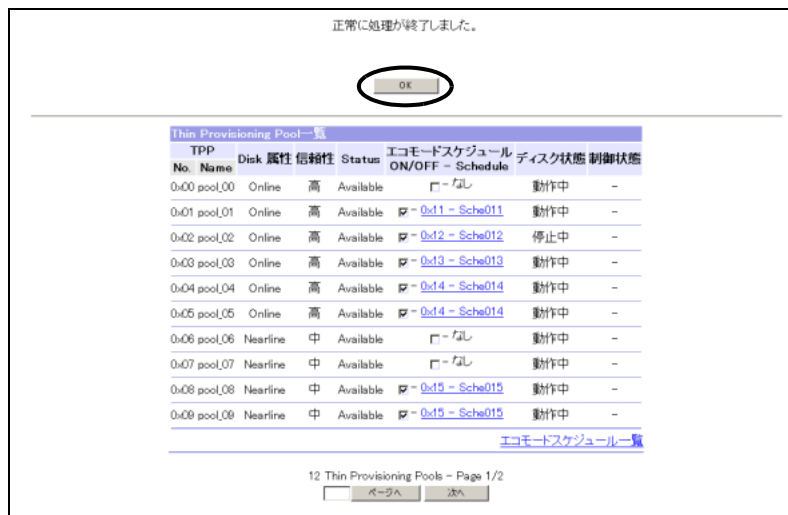 正常に処理が終了しました。
OK
Thin Provisioning Pool一覧
TPP Disk 属性 信頼性 Status エコモードスケジュール ディスク状態 制御状態
No. Name ON/OFF - Schedule
0x00 pool_00 Online 高 Available - なし 動作中 -
0x01 pool_01 Online 高 Available - 0x11 - Sche011 動作中 -
0x02 pool_02 Online 高 Available - 0x12 - Sche012 停止中 -
0x03 pool_03 Online 高 Available - 0x13 - Sche013 動作中 -
0x04 pool_04 Online 高 Available - 0x14 - Sche014 動作中 -
0x05 pool_05 Online 高 Available - 0x14 - Sche014 動作中 -
0x06 pool_06 Nearline 中 Available - なし 動作中 -
0x07 pool_07 Nearline 中 Available - なし 動作中 -
0x08 pool_08 Nearline 中 Available - 0x15 - Sche015 動作中 -
0x09 pool_09 Nearline 中 Available - 0x15 - Sche015 動作中 -
エコモードスケジュール一覧
12 Thin Provisioning Pools - Page 1/2
ページへ 次へ